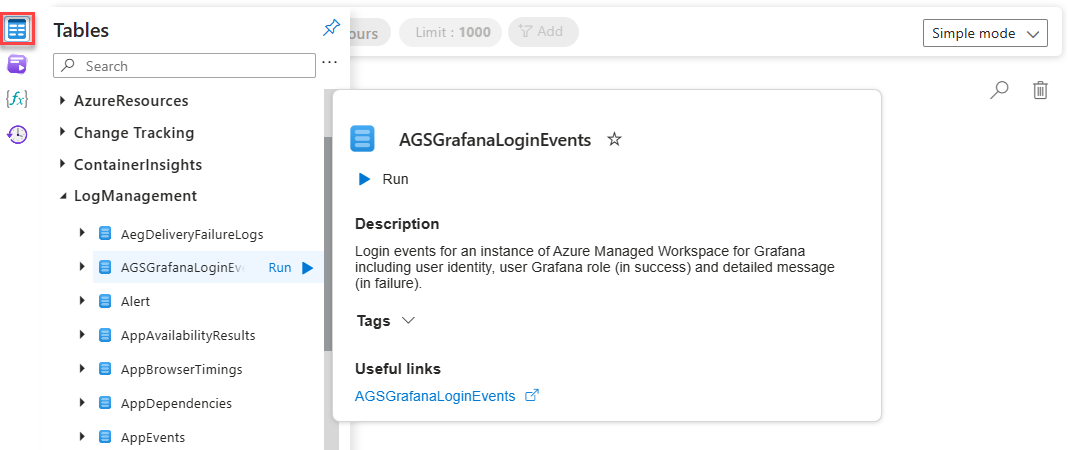 Tables
ours
Limit : 1000
Add
Simple mode
Search
...
{fx}
AzureResources
Change Tracking
ContainerInsights
LogManagement
AegDeliveryFailureLogs
AGSGrafanaLoginEve Run
Alert
AppAvailabilityResults
AppBrowserTimings
AppDependencies
AppEvents
AGSGrafanaLoginEvents
Run
Description
Login events for an instance of Azure Managed Workspace for Grafana
including user identity, user Grafana role (in success) and detailed message
(in failure).
Tags
Useful links
AGSGrafanaLoginEvents